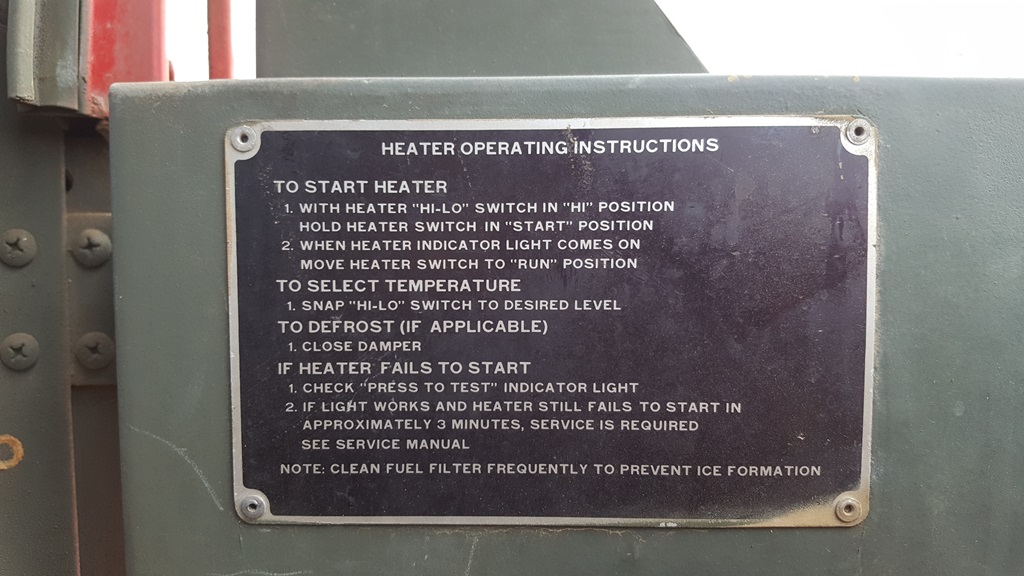 HEATER OPERATING INSTRUCTIONS
TO START HEATER
1. WITH HEATER "HI-LO" SWITCH IN "HI" POSITION
HOLD HEATER SWITCH IN "START" POSITION
2. WHEN HEATER INDICATOR LIGHT COMES ON
MOVE HEATER SWITCH TO "RUN" POSITION
TO SELECT TEMPERATURE
1. SNAP "HI-LO" SWITCH TO DESIRED LEVEL
TO DEFROST (IF APPLICABLE)
1. CLOSE DAMPER
IF HEATER FAILS TO START
1. CHECK "PRESS TO TEST" INDICATOR LIGHT
2. IF LIGHT WORKS AND HEATER STILL FAILS TO START IN
APPROXIMATELY 3 MINUTES, SERVICE IS REQUIRED
SEE SERVICE MANUAL
NOTE: CLEAN FUEL FILTER FREQUENTLY TO PREVENT ICE FORMATION